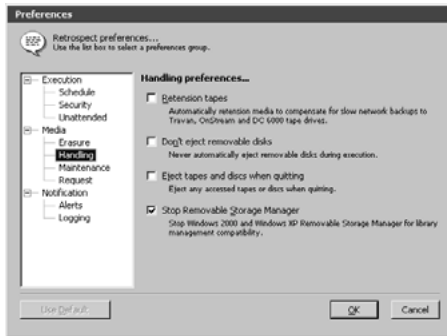 Preferences
Retrospect preferences...
Use the list box to select a preferences group.
Execution
Schedule
Security
Unattended
Media
Erasure
Handling
Maintenance
Request
Notification
Alerts
Logging
Handling preferences...
Retension tapes
Automatically retension media to compensate for slow network backups to
Travan, OnStream and DC 6000 tape drives.
Don't eject removable disks
Never automatically eject removable disks during execution.
Eject tapes and discs when quitting
Eject any accessed tapes or discs when quitting.
Stop Removable Storage Manager
Stop Windows 2000 and Windows XP Removable Storage Manager for library
management compatibility.
Use Default
OK
Cancel